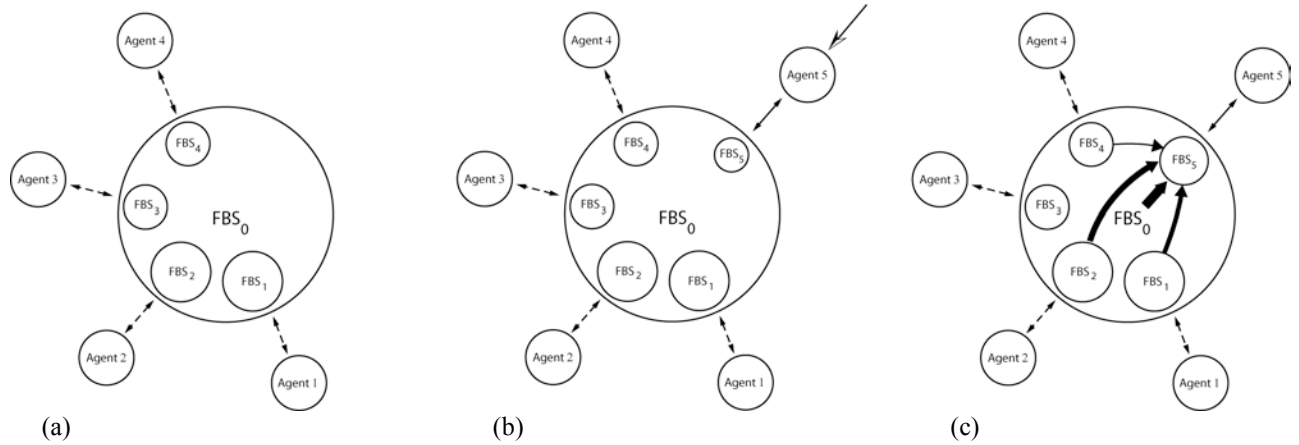 Agent 4
Agent 3
FBS4
FBS3
FBS0
FBS2
FBS1
Agent 2
Agent 1
(a)
Agent 4
Agent 5
Agent 3
FBS4
FBS5
FBS3
FBS0
FBS2
FBS1
Agent 2
Agent 1
(b)
Agent 4
Agent 5
Agent 3
FBS4
FBS5
FBS3
FBS0
FBS2
FBS1
Agent 2
Agent 1
(c)